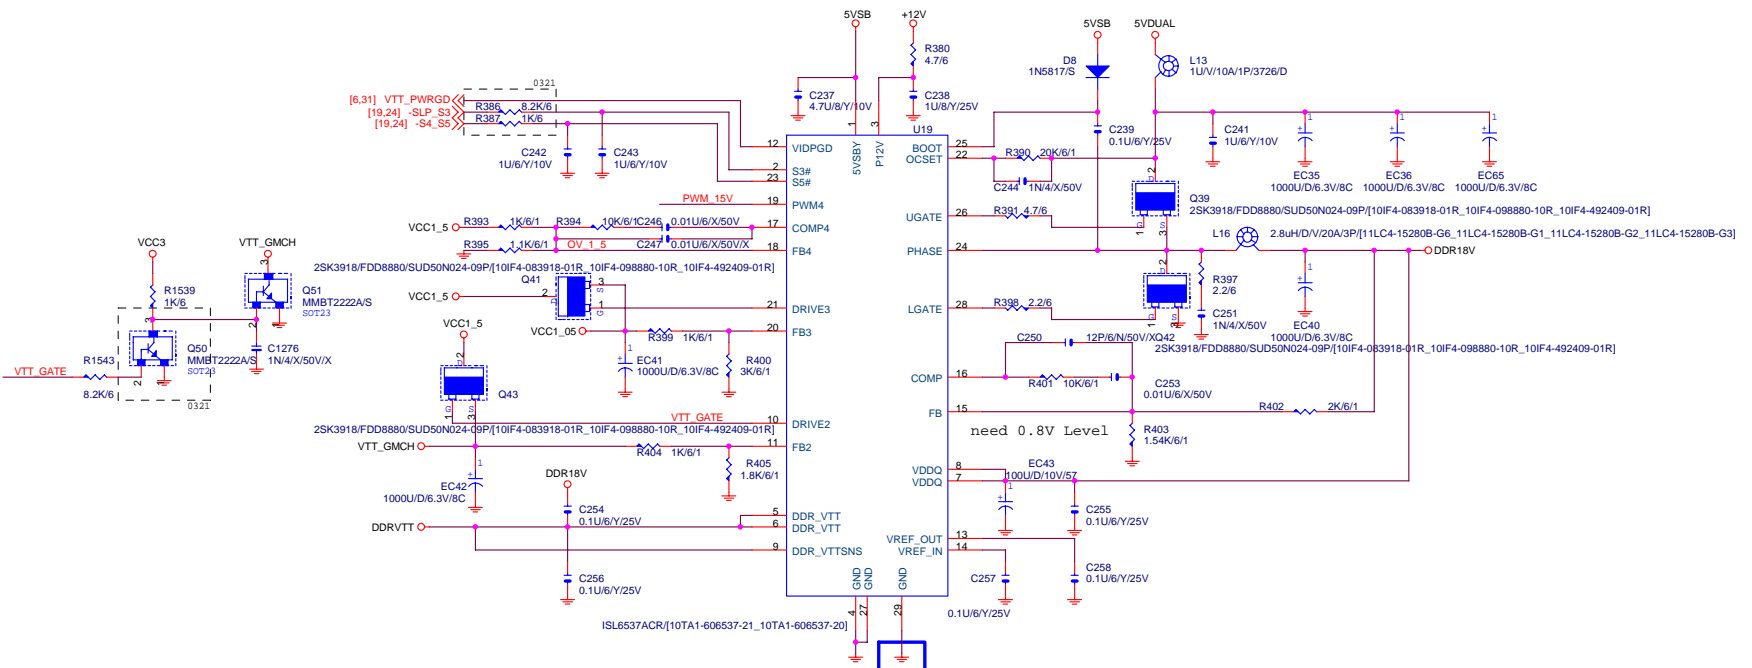 5VSB
+12V
5VSB
5VDUAL
R380
4.7/6
D8
1N5817/S
L13
1U/V/10A/1P/3726/D
0321
[6,31] VTT_PWRGD
[19,24] -SLP_S3
[19,24] -S4_S5
R386
8.2K/6
R387
1K/6
C237
4.7U/8/Y/10V
C238
1U/8/Y/25V
C239
0.1U/6/Y/25V
C241
1U/6/Y/10V
EC35
1000U/D/6.3V/8C
EC36
1000U/D/6.3V/8C
EC65
1000U/D/6.3V/8C
C242
1U/6/Y/10V
C243
1U/6/Y/10V
U19
1
3
5VSBY
P12V
12
VIDPGD
2
S3#
23
S5#
19
PWM4
17
COMP4
18
FB4
21
DRIVE3
20
FB3
10
DRIVE2
11
FB2
5
DDR_VTT
6
DDR_VTT
9
DDR_VTTSNS
25
BOOT
22
OCSET
26
UGATE
24
PHASE
28
LGATE
16
COMP
15
FB
8
VDDQ
7
VDDQ
13
VREF_OUT
14
VREF_IN
GND
GND
GND
4
27
29
R390
20K/6/1
C244
1N/4/X/50V
R391
4.7/6
Q39
2SK3918/FDD8880/SUD50N024-09P/[10IF4-083918-01R_10IF4-098880-10R_10IF4-492409-01R]
L16
2.8uH/D/V/20A/3P/[11LC4-15280B-G6_11LC4-15280B-G1_11LC4-15280B-G2_11LC4-15280B-G3]
DDR18V
R397
2.2/6
C251
1N/4/X/50V
EC40
1000U/D/6.3V/8C
R398
2.2/6
C250
12P/6/N/50V/X
Q42
2SK3918/FDD8880/SUD50N024-09P/[10IF4-083918-01R_10IF4-098880-10R_10IF4-492409-01R]
R401
10K/6/1
C253
0.01U/6/X/50V
R402
2K/6/1
need 0.8V Level
R403
1.54K/6/1
EC43
100U/D/10V/57
C255
0.1U/6/Y/25V
C257
0.1U/6/Y/25V
C258
0.1U/6/Y/25V
PWM_15V
VCC1_5
R393
1K/6/1
R394
10K/6/1
C246
0.01U/6/X/50V
R395
1.1K/6/1
OV_1_5
C247
0.01U/6/X/50V/X
2SK3918/FDD8880/SUD50N024-09P/[10IF4-083918-01R_10IF4-098880-10R_10IF4-492409-01R]
Q41
VCC1_5
VCC1_05
R399
1K/6/1
EC41
1000U/D/6.3V/8C
R400
3K/6/1
VCC1_5
Q43
VTT_GATE
2SK3918/FDD8880/SUD50N024-09P/[10IF4-083918-01R_10IF4-098880-10R_10IF4-492409-01R]
VTT_GMCH
R404
1K/6/1
R405
1.8K/6/1
EC42
1000U/D/6.3V/8C
DDR18V
C254
0.1U/6/Y/25V
DDRVTT
C256
0.1U/6/Y/25V
ISL6537ACR/[10TA1-606537-21_10TA1-606537-20]
VCC3
VTT_GMCH
R1539
1K/6
Q51
MMBT2222A/S
SOT23
Q50
MMBT2222A/S
SOT23
C1276
1N/4/X/50V/X
VTT_GATE
R1543
8.2K/6
0321